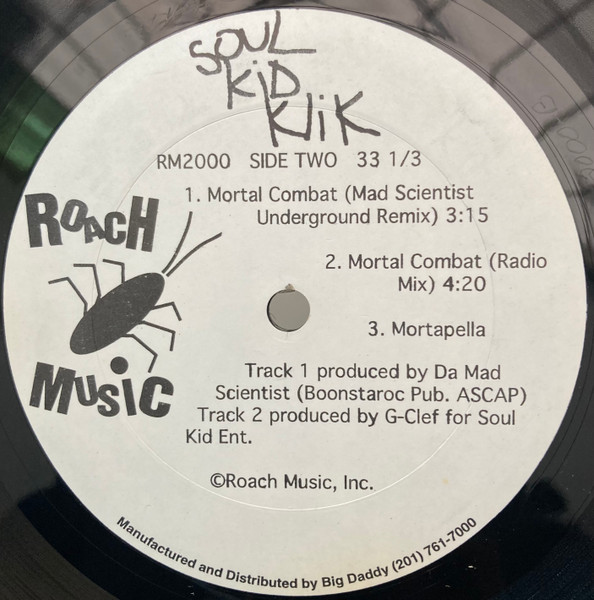 SOUL
KiD
KliK
RM2000 SIDE TWO 33 1/3
1. Mortal Combat (Mad Scientist
Underground Remix) 3:15
ROACH
2. Mortal Combat (Radio
Mix) 4:20
3. Mortapella
MUSiC
Track 1 produced by Da Mad
Scientist (Boonstaroc Pub. ASCAP)
Track 2 produced by G-Clef for Soul
Kid Ent.
©Roach Music, Inc.
Manufactured and Distributed by Big Daddy (201) 761-7000